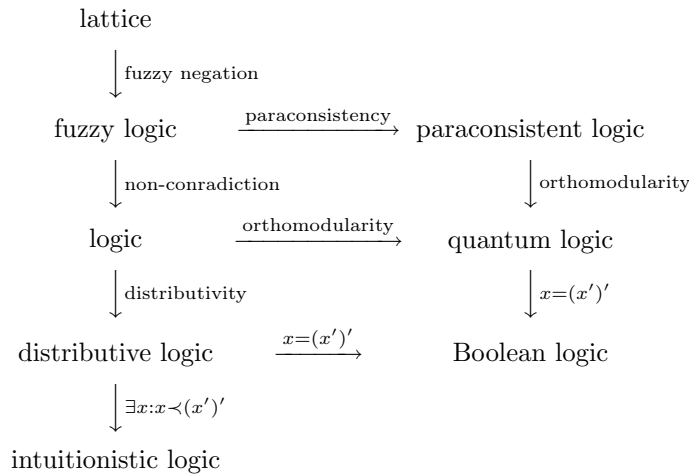 lattice
fuzzy negation
fuzzy logic paraconsistency paraconsistent logic
non-conradiction orthomodularity
logic orthomodularity quantum logic
distributivity x=(x′)′
distributive logic x=(x′)′ Boolean logic
∃x:x≺(x′)′
intuitionistic logic